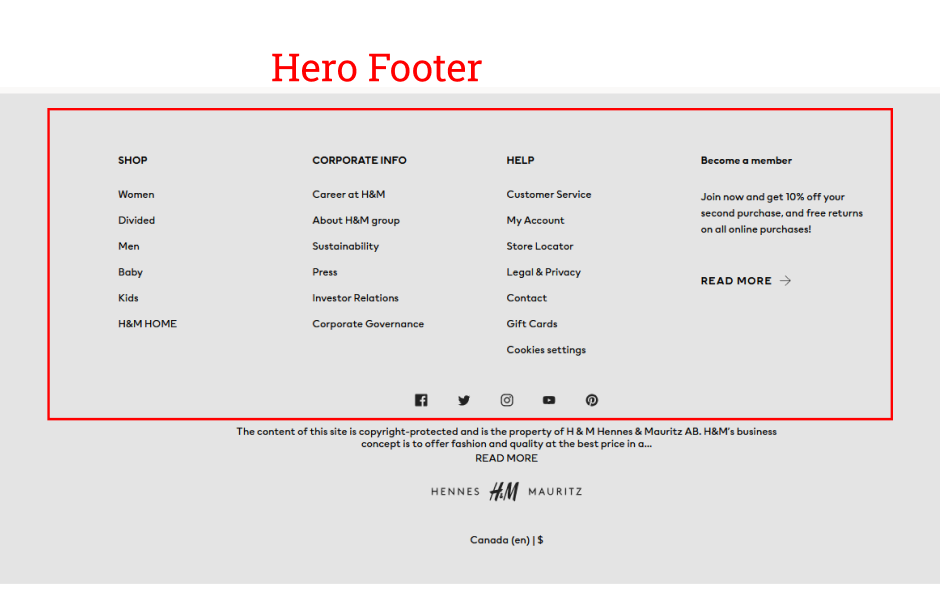 Hero Footer
SHOP
Women
Divided
Men
Baby
Kids
H&M HOME
CORPORATE INFO
Career at H&M
About H&M group
Sustainability
Press
Investor Relations
Corporate Governance
HELP
Customer Service
My Account
Store Locator
Legal & Privacy
Contact
Gift Cards
Cookies settings
Become a member
Join now and get 10% off your
second purchase, and free returns
on all online purchases!
READ MORE →
The content of this site is copyright-protected and is the property of H & M Hennes & Mauritz AB. H&M's business
concept is to offer fashion and quality at the best price in a...
READ MORE
HENNES H&M MAURITZ
Canada (en) | $